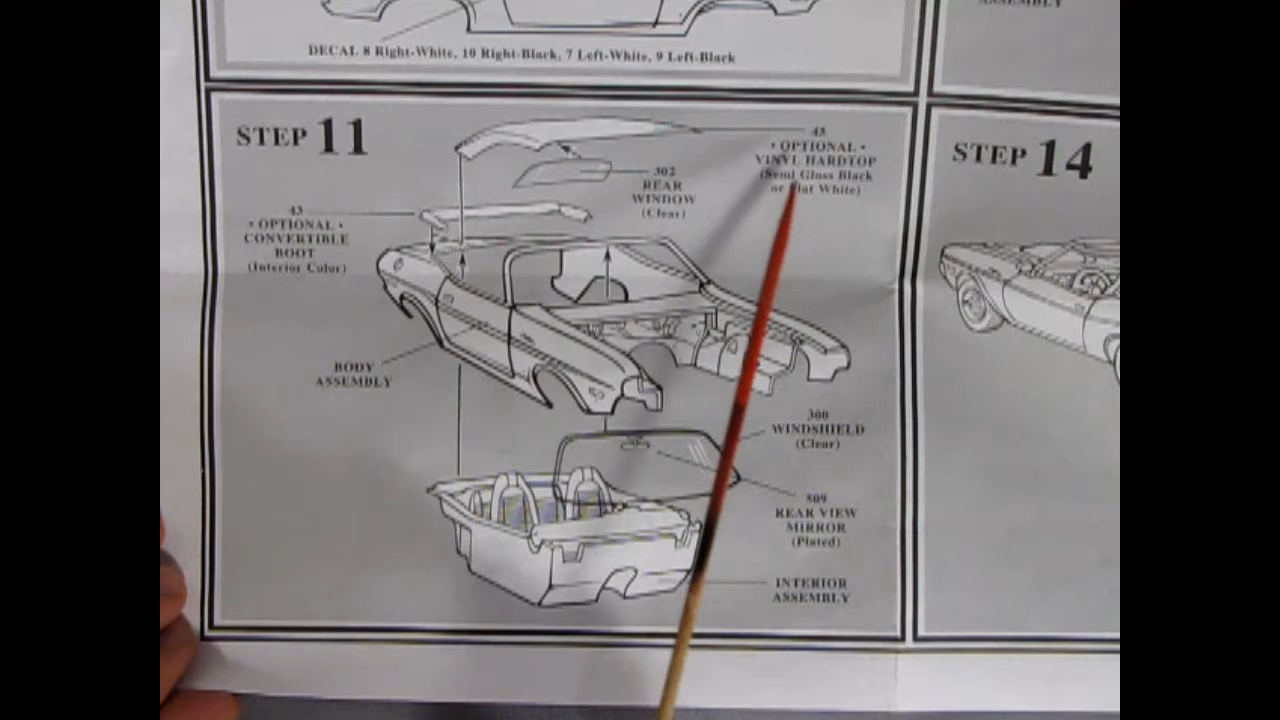 ASSEMBLY
DECAL 8 Right-White, 10 Right-Black, 7 Left-White, 9 Left-Black
STEP 11
45
• OPTIONAL •
VINYL HARDTOP
(Semi Gloss Black
or Flat White)
302
REAR
WINDOW
(Clear)
43
• OPTIONAL •
CONVERTIBLE
BOOT
(Interior Color)
BODY
ASSEMBLY
300
WINDSHIELD
(Clear)
509
REAR VIEW
MIRROR
(Plated)
INTERIOR
ASSEMBLY
STEP 14